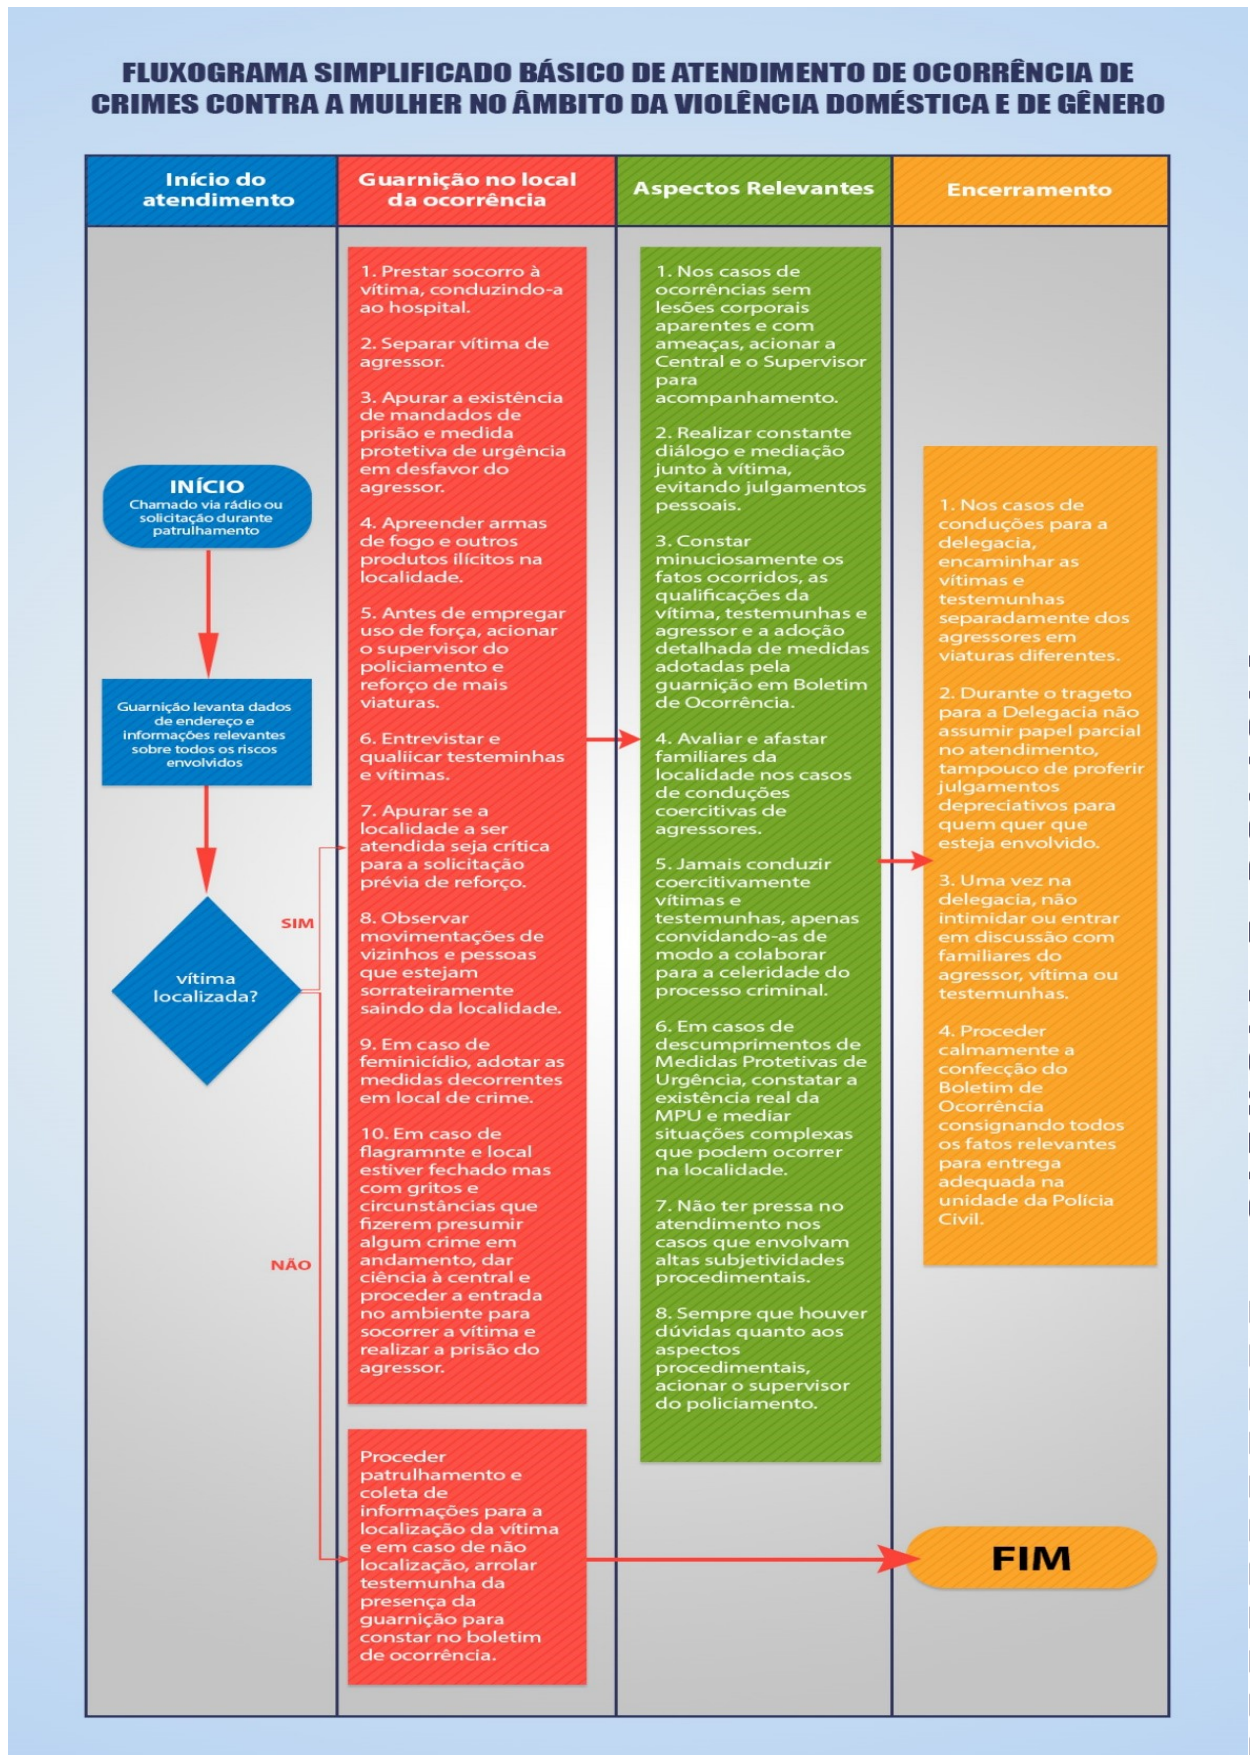 FLUXOGRAMA SIMPLIFICADO BÁSICO DE ATENDIMENTO DE OCORRÊNCIA DE
CRIMES CONTRA A MULHER NO ÂMBITO DA VIOLÊNCIA DOMÉSTICA E DE GÊNERO
Início do
atendimento
INÍCIO
Chamado via rádio ou
solicitação durante
patrulhamento
Guarnição levanta dados
de endereço e
informações relevantes
sobre todos os riscos
envolvidos
vítima
localizada?
SIM
NÃO
Guarnição no local
da ocorrência
1. Prestar socorro à
vítima, conduzindo-a
ao hospital.
2. Separar vítima de
agressor.
3. Apurar a existência
de mandados de
prisão e medida
protetiva de urgência
em desfavor do
agressor.
4. Apreender armas
de fogo e outros
produtos ilícitos na
localidade.
5. Antes de empregar
uso de força, acionar
o supervisor do
policiamento e
reforço de mais
viaturas.
6. Entrevistar e
qualiicar testeminhas
e vítimas.
7. Apurar se a
localidade a ser
atendida seja crítica
para a solicitação
prévia de reforço.
8. Observar
movimentações de
vizinhos e pessoas
que estejam
sorrateiramente
saindo da localidade.
9. Em caso de
feminicídio, adotar as
medidas decorrentes
em local de crime.
10. Em caso de
flagramnte e local
estiver fechado mas
com gritos e
circunstâncias que
fizerem presumir
algum crime em
andamento, dar
ciência à central e
proceder a entrada
no ambiente para
socorrer a vítima e
realizar a prisão do
agressor.
Proceder
patrulhamento e
coleta de
informações para a
localização da vítima
e em caso de não
localização, arrolar
testemunha da
presença da
guarnição para
constar no boletim
de ocorrência.
Aspectos Relevantes
1. Nos casos de
ocorrências sem
lesões corporais
aparentes e com
ameaças, acionar a
Central e o Supervisor
para
acompanhamento.
2. Realizar constante
diálogo e mediação
junto à vítima,
evitando julgamentos
pessoais.
3. Constar
minuciosamente os
fatos ocorridos, as
qualificações da
vítima, testemunhas e
agressor e a adoção
detalhada de medidas
adotadas pela
guarnição em Boletim
de Ocorrência.
4. Avaliar e afastar
familiares da
localidade nos casos
de conduções
coercitivas de
agressores.
5. Jamais conduzir
coercitivamente
vítimas e
testemunhas, apenas
convidando-as de
modo a colaborar
para a celeridade do
processo criminal.
6. Em casos de
descumprimentos de
Medidas Protetivas de
Urgência, constatar a
existência real da
MPU e mediar
situações complexas
que podem ocorrer
na localidade.
7. Não ter pressa no
atendimento nos
casos que envolvam
altas subjetividades
procedimentais.
8. Sempre que houver
dúvidas quanto aos
aspectos
procedimentais,
acionar o supervisor
do policiamento.
Encerramento
1. Nos casos de
conduções para a
delegacia,
encaminhar as
vítimas e
testemunhas
separadamente dos
agressores em
viaturas diferentes.
2. Durante o trageto
para a Delegacia não
assumir papel parcial
no atendimento,
tampouco de proferir
julgamentos
depreciativos para
quem quer que
esteja envolvido.
3. Uma vez na
delegacia, não
intimidar ou entrar
em discussão com
familiares do
agressor, vítima ou
testemunhas.
4. Proceder
calmamente a
confecção do
Boletim de
Ocorrência
consignando todos
os fatos relevantes
para entrega
adequada na
unidade da Polícia
Civil.
FIM